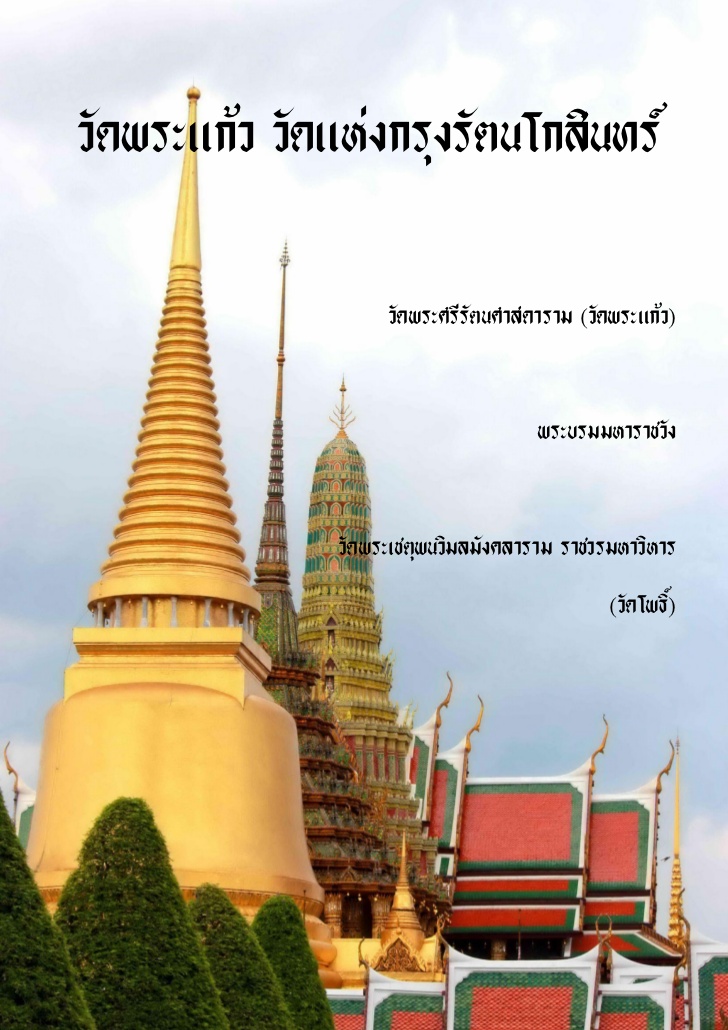 วัดพระแก้ว วัดแห่งกรุงรัตนโกสินทร์
วัดพระศรีรัตนศาสดาราม (วัดพระแก้ว)
พระบรมมหาราชวัง
วัดพระเชตุพนวิมลมังคลาราม ราชวรมหาวิหาร
(วัดโพธิ์)